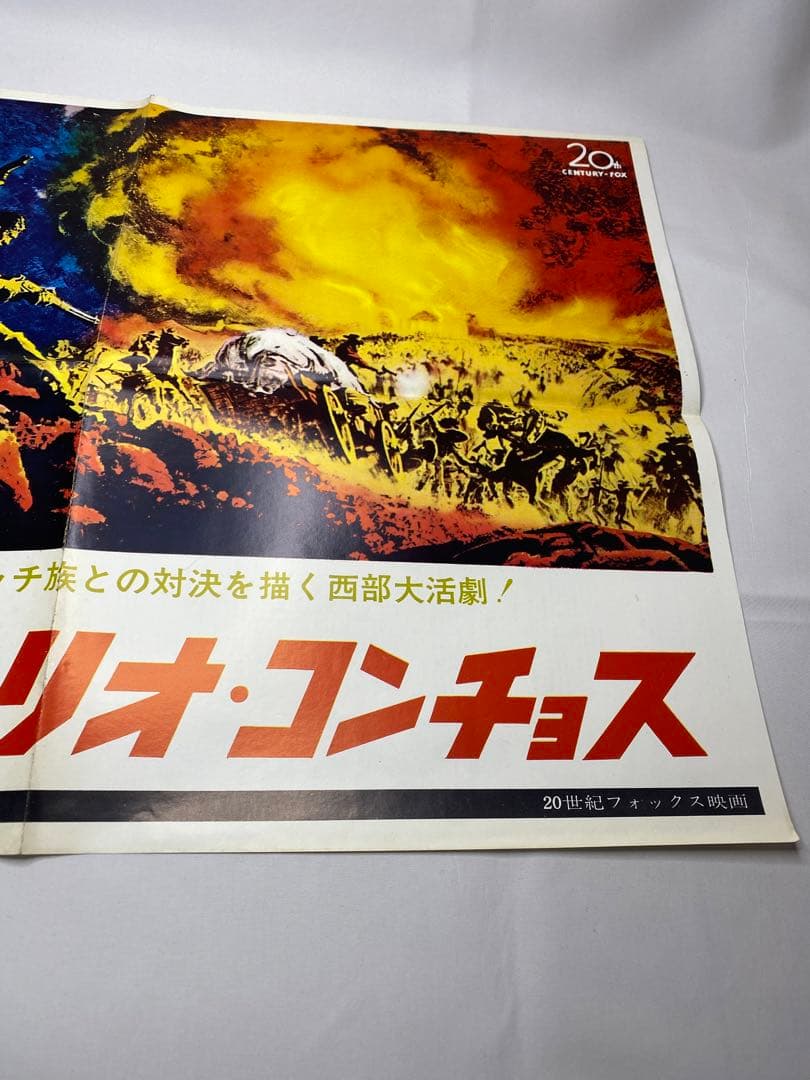 20th
CENTURY-FOX
チ族との対決を描く西部大活劇!
リオ・コンチョス
20世紀フォックス映画